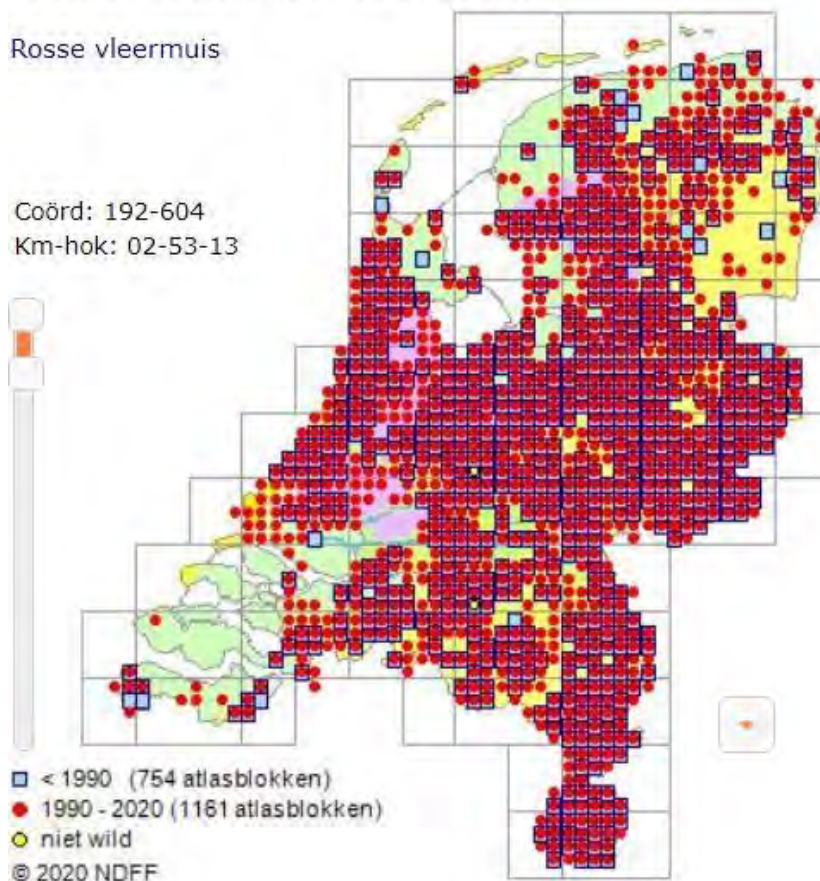 Rosse vleermuis
Coörd: 192-604
Km-hok: 02-53-13
< 1990 (754 atlasblokken)
1990 - 2020 (1161 atlasblokken)
niet wild
© 2020 NDFF